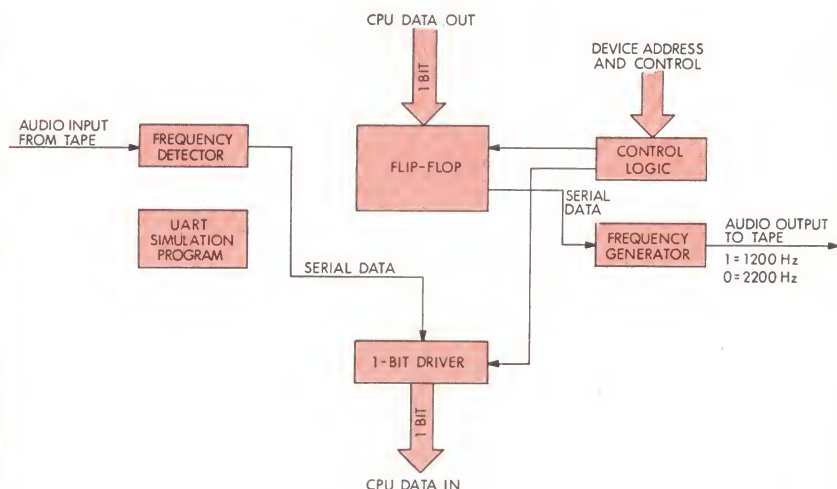 CPU DATA OUT
1 BIT
DEVICE ADDRESS
AND CONTROL
AUDIO INPUT
FROM TAPE
FREQUENCY
DETECTOR
FLIP-FLOP
CONTROL
LOGIC
SERIAL
DATA
UART
SIMULATION
PROGRAM
FREQUENCY
GENERATOR
AUDIO OUTPUT
TO TAPE
1=1200 Hz
0=2200 Hz
SERIAL DATA
1-BIT DRIVER
1 BIT
CPU DATA IN